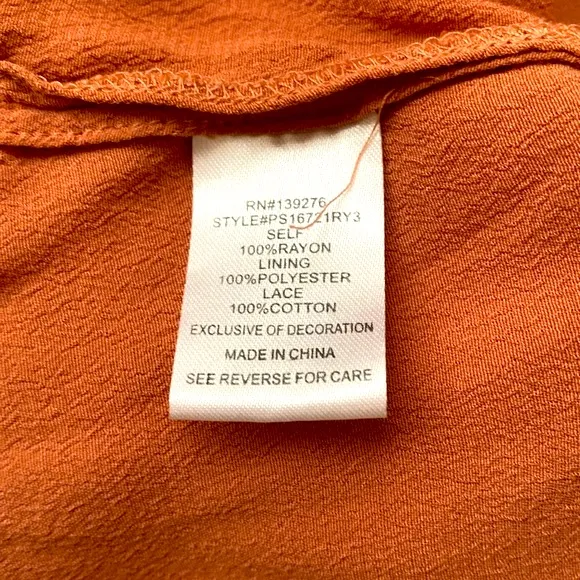 RN#139276
STYLE#PS16721RY3
SELF
100%RAYON
LINING
100%POLYESTER
LACE
100%COTTON
EXCLUSIVE OF DECORATION
MADE IN CHINA
SEE REVERSE FOR CARE